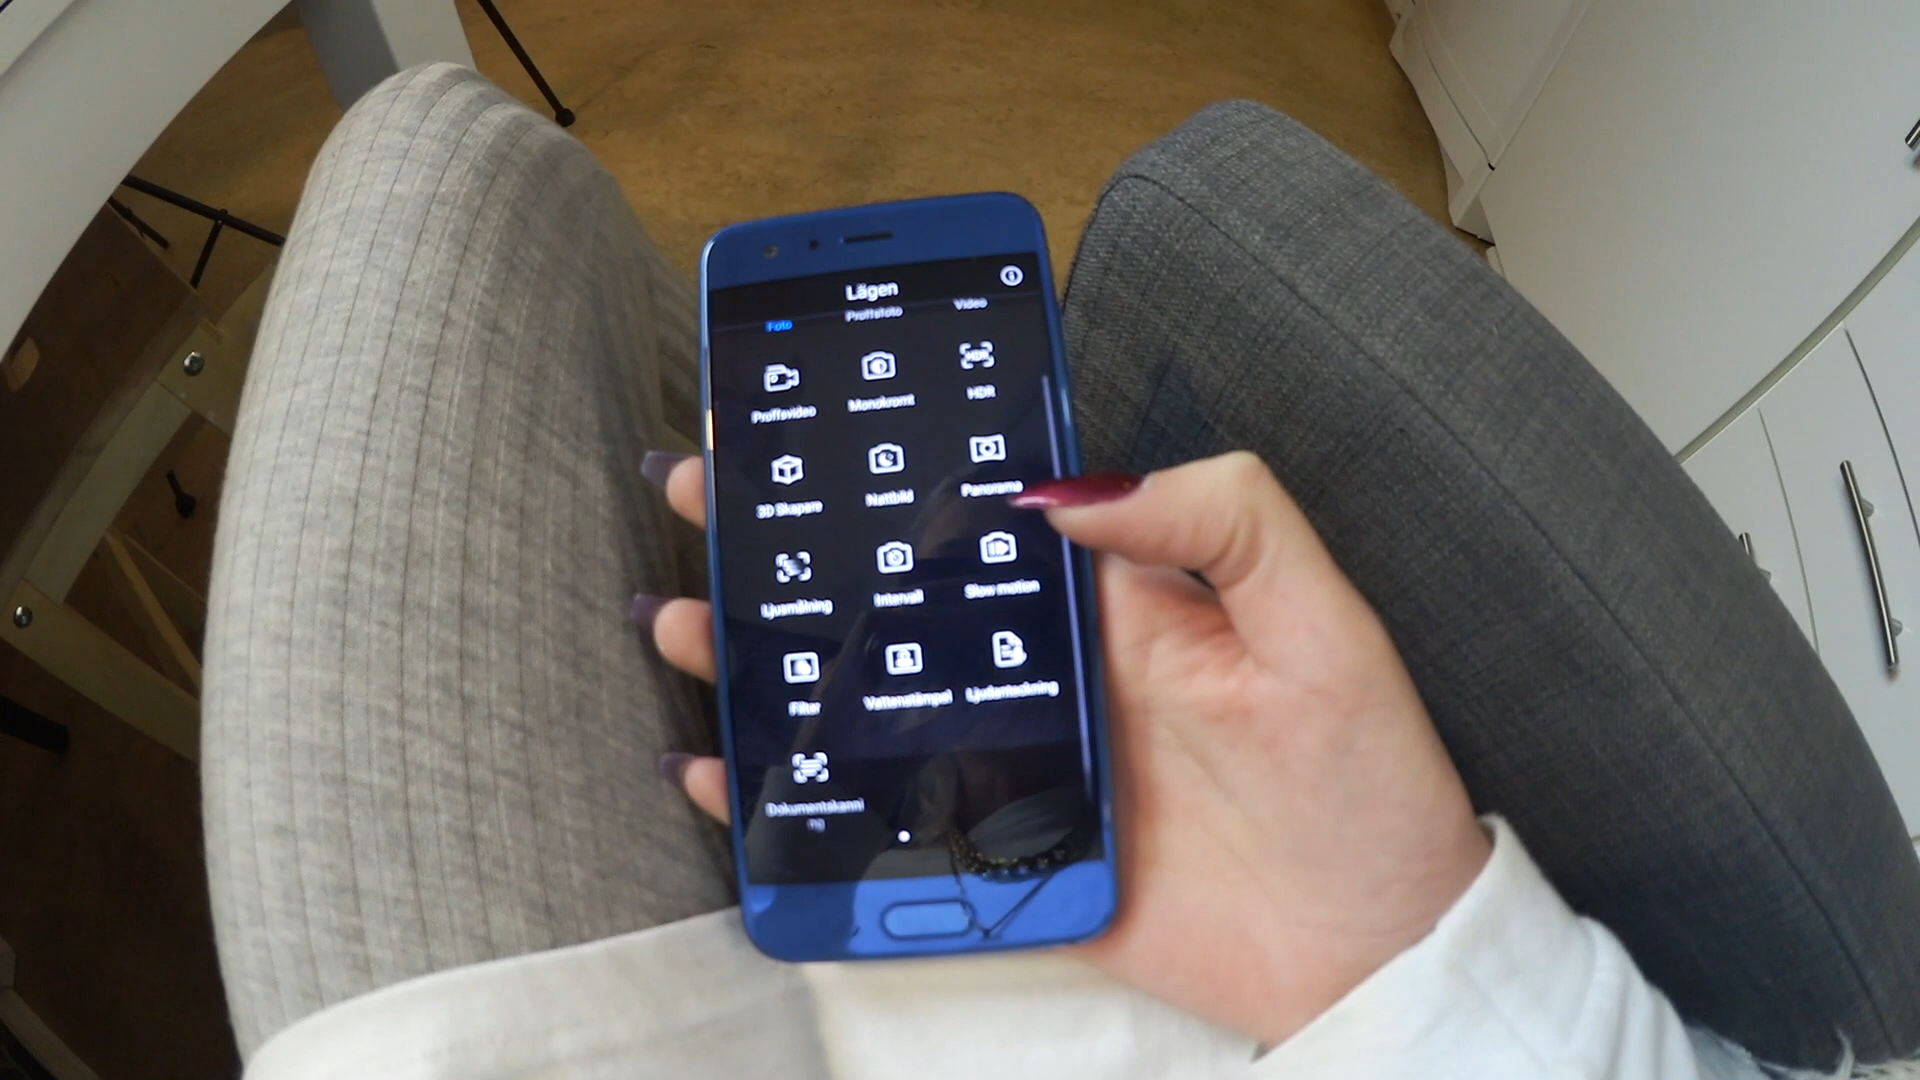 Lägen
Foto
Proffsfoto
Video
Proffsvideo
Monokromt
HDR
HDR
3D Skapare
Nattbild
Panorama
Ljusmålning
Intervall
Slow motion
Filter
Vattenstämpel
Ljudanteckning
Dokumentskanni
ng